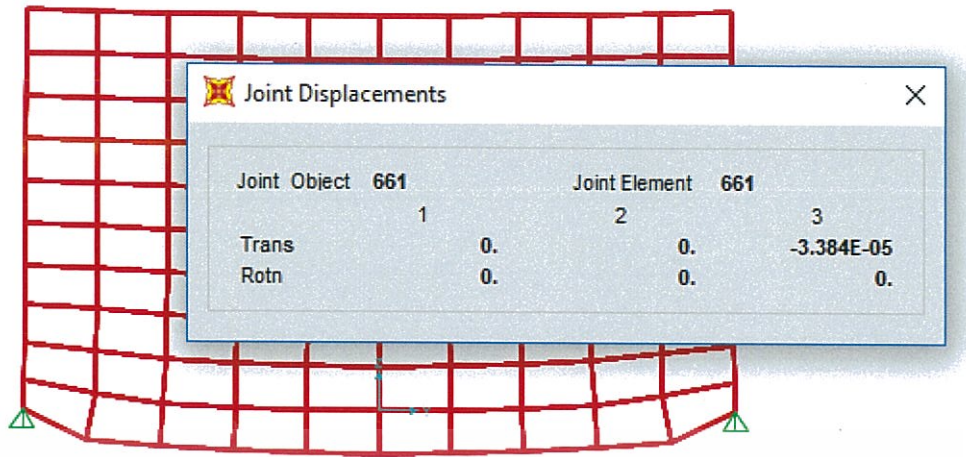 Joint Displacements
Joint Object 661 Joint Element 661
1 2 3
Trans 0. 0. -3.384E-05
Rotn 0. 0. 0.